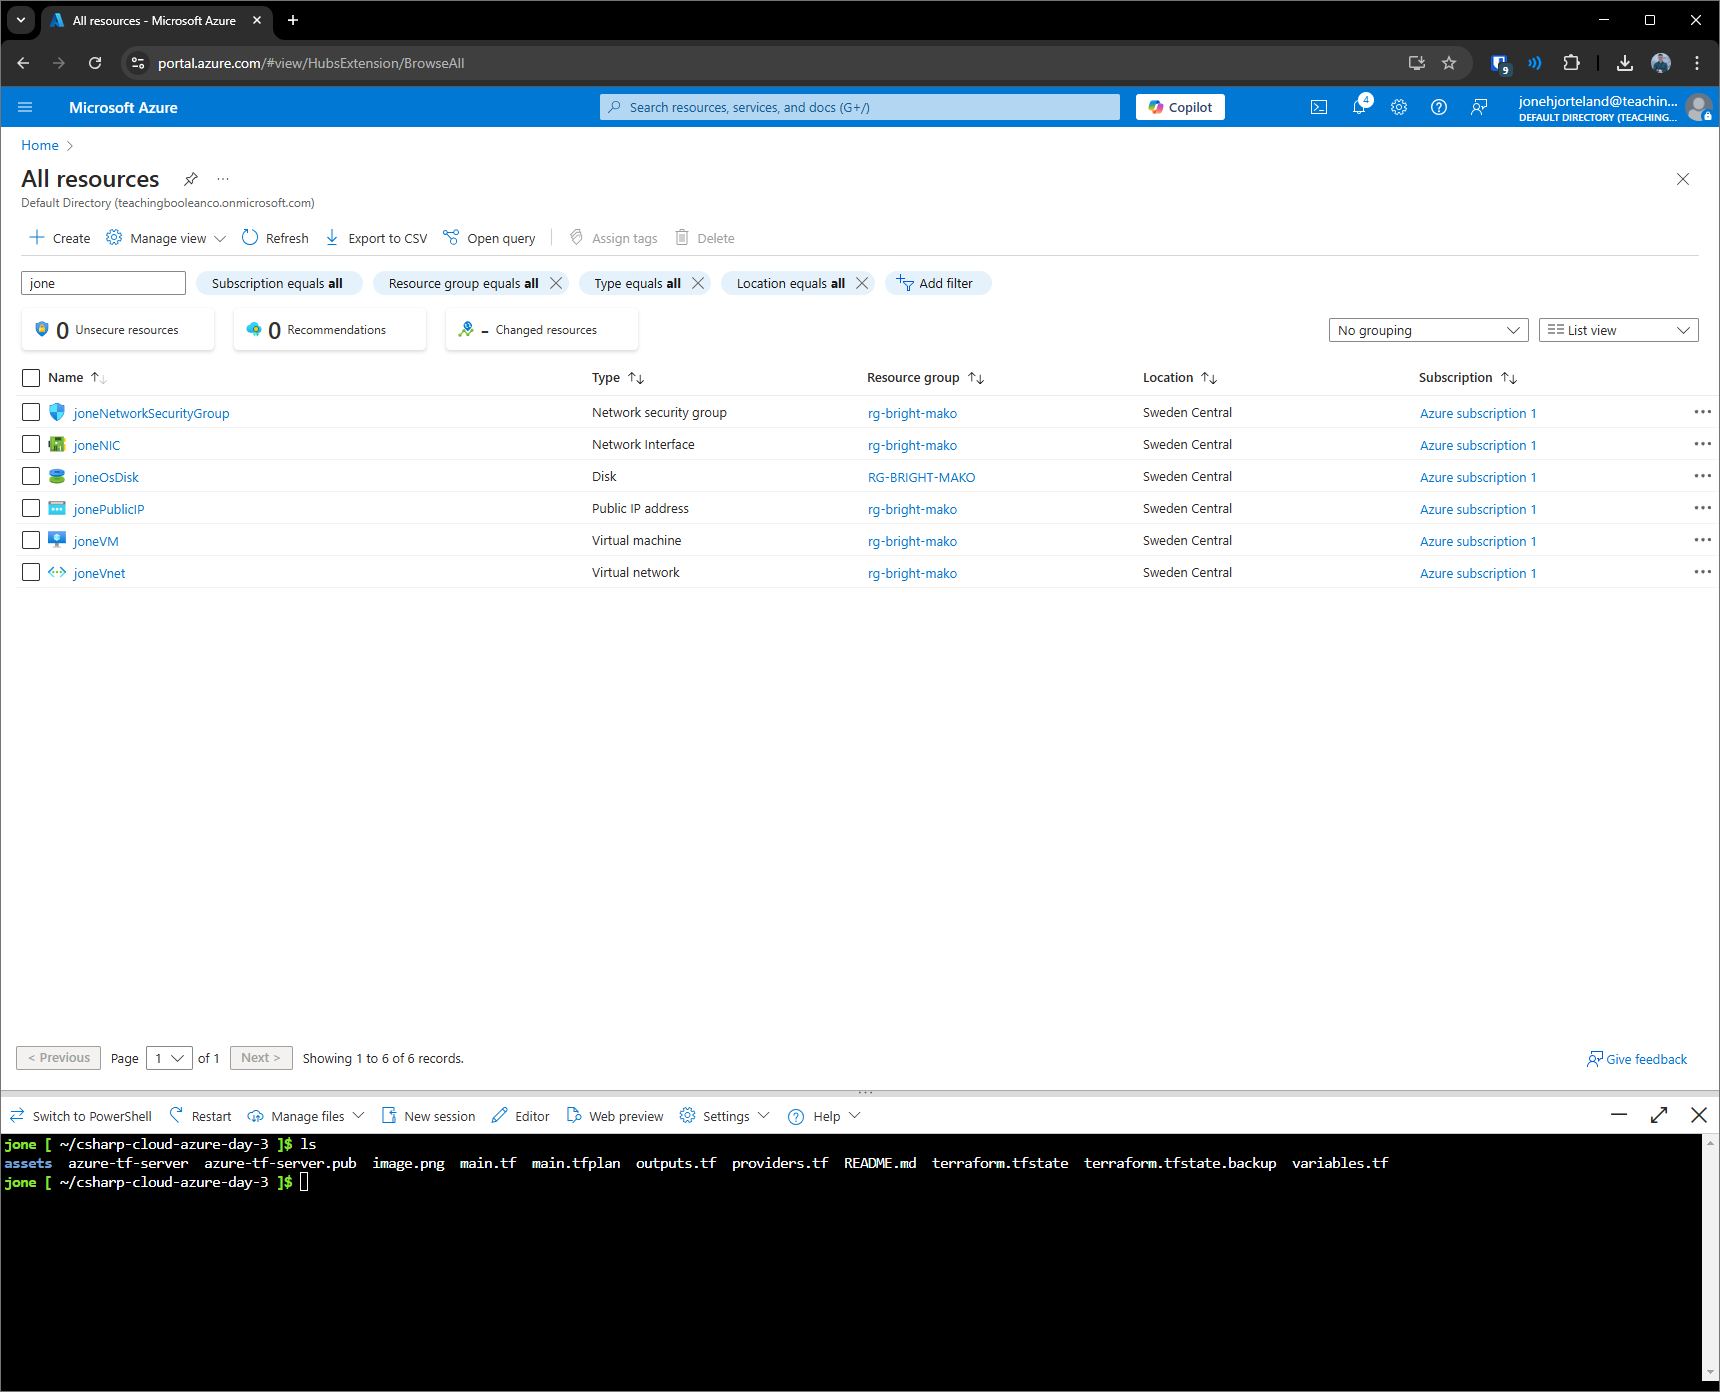 All resources - Microsoft Azure
portal.azure.com/#view/HubsExtension/BrowseAll
9
Microsoft Azure
Search resources, services, and docs (G+/)
Copilot
4
jonehjorteland@teachin...
DEFAULT DIRECTORY (TEACHING...
Home
All resources
Default Directory (teachingbooleanco.onmicrosoft.com)
Create Manage view Refresh Export to CSV Open query Assign tags Delete
jone Subscription equals all Resource group equals all Type equals all Location equals all Add filter
0 Unsecure resources 0 Recommendations - Changed resources No grouping List view
Name Type Resource group Location Subscription
joneNetworkSecurityGroup Network security group rg-bright-mako Sweden Central Azure subscription 1
joneNIC Network Interface rg-bright-mako Sweden Central Azure subscription 1
joneOsDisk Disk RG-BRIGHT-MAKO Sweden Central Azure subscription 1
jonePublicIP Public IP address rg-bright-mako Sweden Central Azure subscription 1
joneVM Virtual machine rg-bright-mako Sweden Central Azure subscription 1
joneVnet Virtual network rg-bright-mako Sweden Central Azure subscription 1
< Previous Page 1 of 1 Next > Showing 1 to 6 of 6 records. Give feedback
Switch to PowerShell Restart Manage files New session Editor Web preview Settings Help
jone [ ~/csharp-cloud-azure-day-3 ]$ ls
assets azure-tf-server azure-tf-server.pub image.png main.tf main.tfplan outputs.tf providers.tf README.md terraform.tfstate terraform.tfstate.backup variables.tf
jone [ ~/csharp-cloud-azure-day-3 ]$